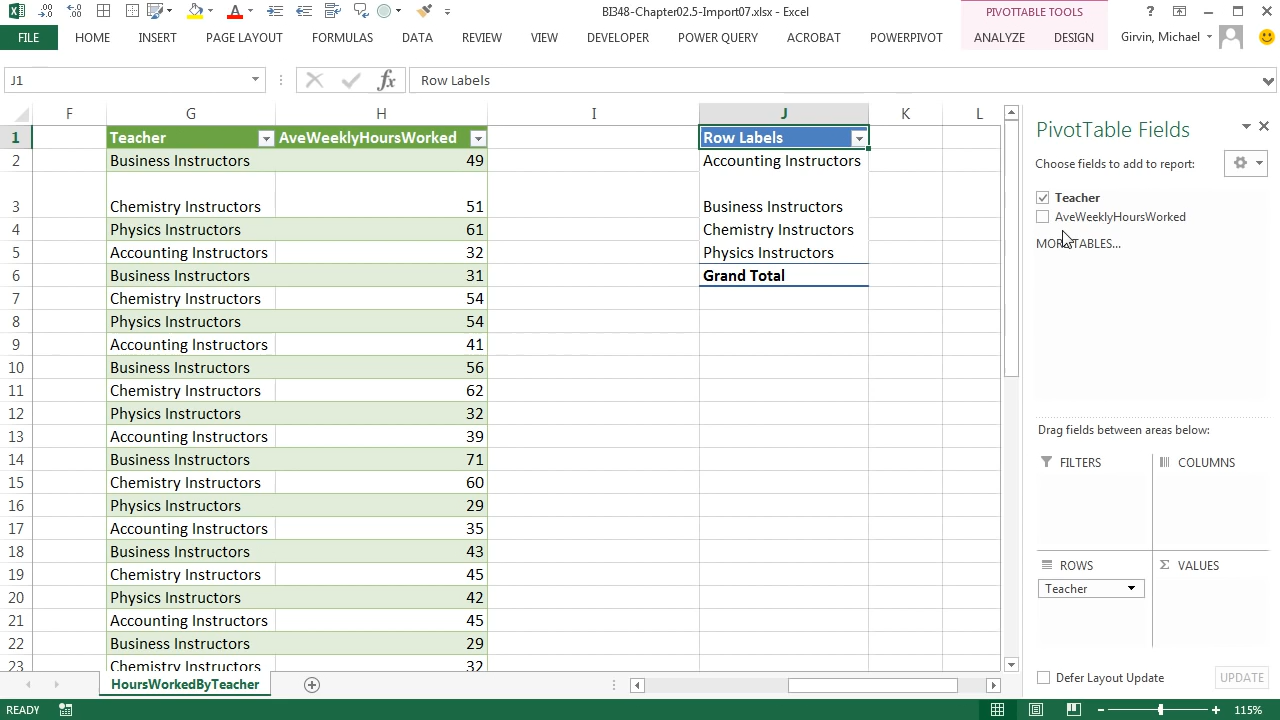 BI348-Chapter02.5-Import07.xlsx - Excel
PIVOTTABLE TOOLS
FILE HOME INSERT PAGE LAYOUT FORMULAS DATA REVIEW VIEW DEVELOPER POWER QUERY ACROBAT POWERPIVOT ANALYZE DESIGN Girvin, Michael
J1 fx Row Labels
F G H I J K L
1 Teacher AveWeeklyHoursWorked Row Labels
2 Business Instructors 49 Accounting Instructors
3 Chemistry Instructors 51 Business Instructors
4 Physics Instructors 61 Chemistry Instructors
5 Accounting Instructors 32 Physics Instructors
6 Business Instructors 31 Grand Total
7 Chemistry Instructors 54
8 Physics Instructors 54
9 Accounting Instructors 41
10 Business Instructors 56
11 Chemistry Instructors 62
12 Physics Instructors 32
13 Accounting Instructors 39
14 Business Instructors 71
15 Chemistry Instructors 60
16 Physics Instructors 29
17 Accounting Instructors 35
18 Business Instructors 43
19 Chemistry Instructors 45
20 Physics Instructors 42
21 Accounting Instructors 45
22 Business Instructors 29
23 Chemistry Instructors 32
HoursWorkedByTeacher
READY
115%
PivotTable Fields
Choose fields to add to report:
Teacher
AveWeeklyHoursWorked
MORE TABLES...
Drag fields between areas below:
FILTERS
COLUMNS
ROWS
Σ VALUES
Teacher
Defer Layout Update
UPDATE